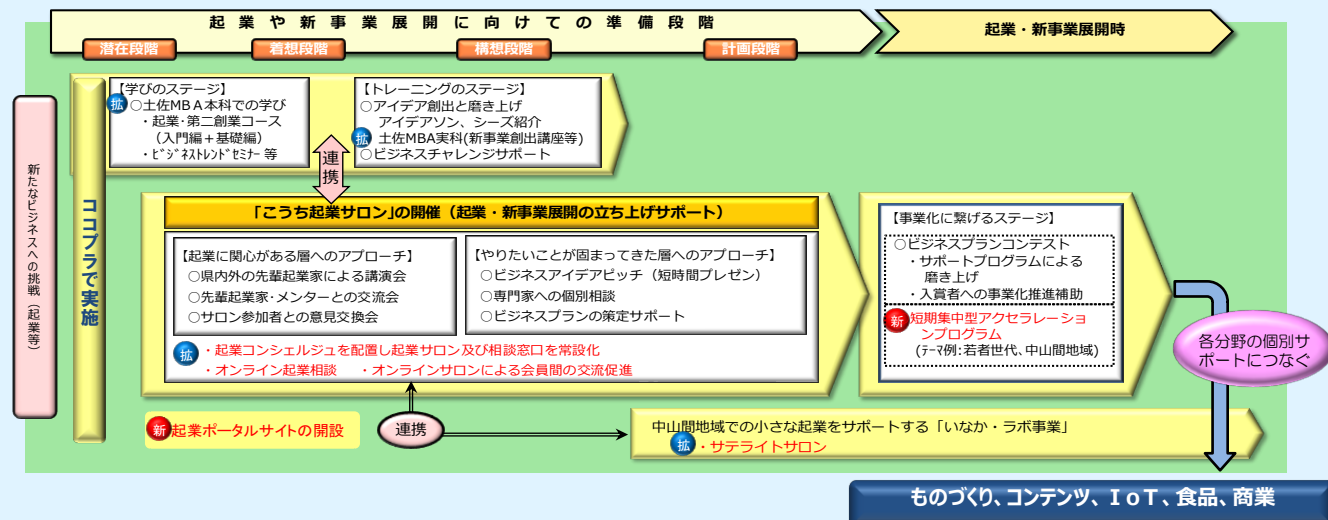 起業や新事業展開に向けての準備段階
起業・新事業展開時
潜在段階
着想段階
構想段階
計画段階
新たなビジネスへの挑戦(起業等)
ココプラで実施
【学びのステージ】
拡
○土佐MBA本科での学び
・起業・第二創業コース
(入門編+基礎編)
・ﾋﾞｼﾞﾈｽﾄﾚﾝﾄﾞｾﾐﾅｰ 等
【トレーニングのステージ】
○アイデア創出と磨き上げ
アイデアソン、シーズ紹介
拡
土佐MBA実科(新事業創出講座等)
○ビジネスチャレンジサポート
連携
「こうち起業サロン」の開催(起業・新事業展開の立ち上げサポート)
【起業に関心がある層へのアプローチ】
○県内外の先輩起業家による講演会
○先輩起業家・メンターとの交流会
○サロン参加者との意見交換会
【やりたいことが固まってきた層へのアプローチ】
○ビジネスアイデアピッチ(短時間プレゼン)
○専門家への個別相談
○ビジネスプランの策定サポート
拡
・起業コンシェルジュを配置し起業サロン及び相談窓口を常設化
・オンライン起業相談 ・オンラインサロンによる会員間の交流促進
【事業化に繋げるステージ】
○ビジネスプランコンテスト
・サポートプログラムによる
磨き上げ
・入賞者への事業化推進補助
新
短期集中型アクセラレーショ
ンプログラム
(ﾃｰﾏ例:若者世代、中山間地域)
各分野の個別サ
ポートにつなぐ
新
起業ポータルサイトの開設
連携
中山間地域での小さな起業をサポートする「いなか・ラボ事業」
拡
・サテライトサロン
ものづくり、コンテンツ、ＩｏＴ、食品、商業